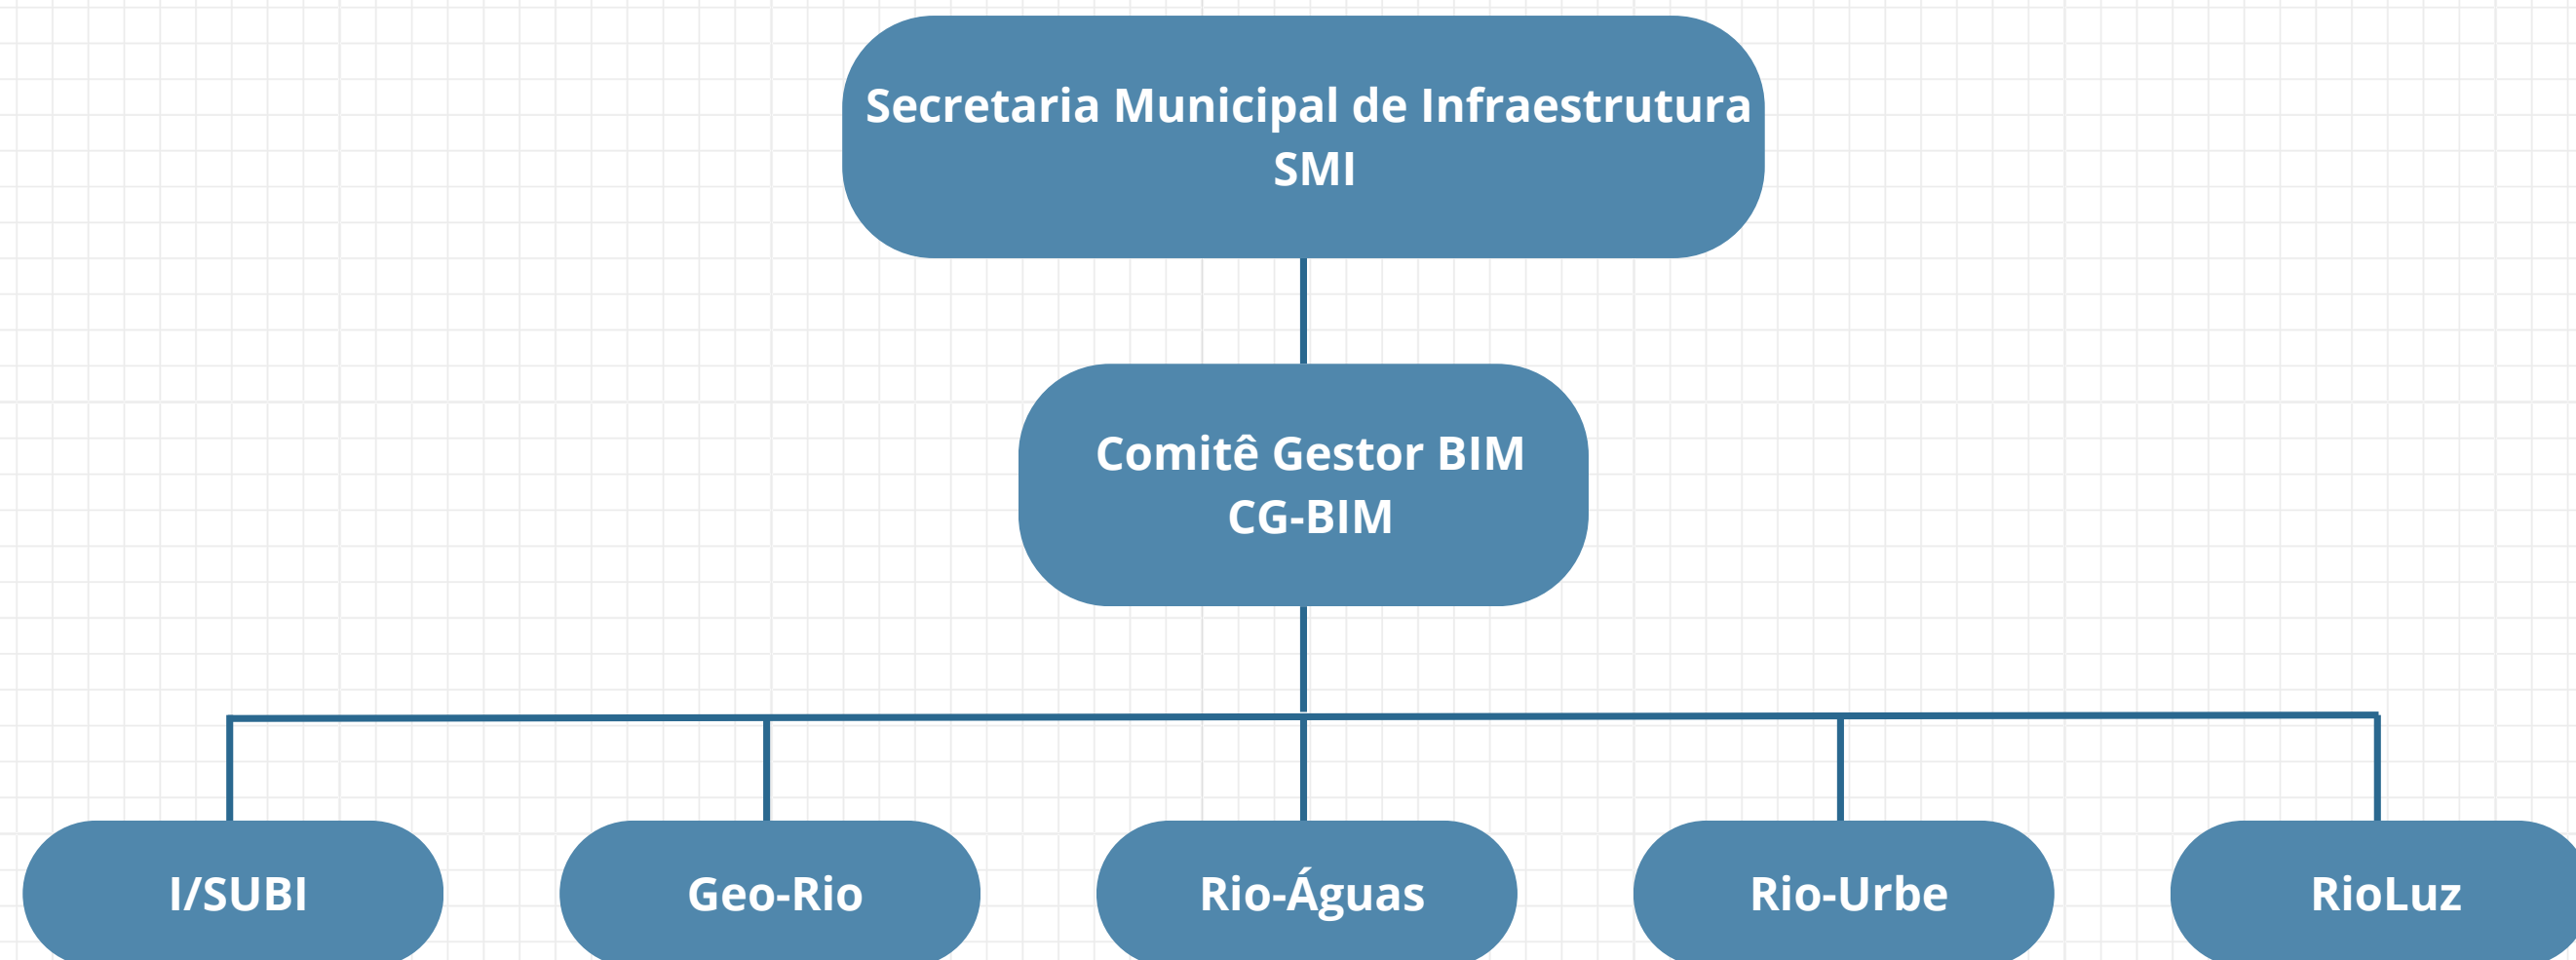 Secretaria Municipal de Infraestrutura
SMI
Comitê Gestor BIM
CG-BIM
I/SUBI
Geo-Rio
Rio-Águas
Rio-Urbe
RioLuz